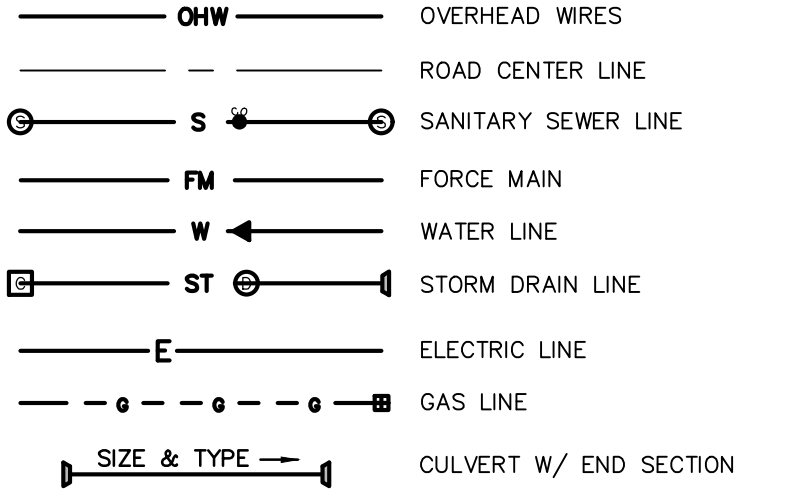 OHW OVERHEAD WIRES
ROAD CENTER LINE
S S CO S SANITARY SEWER LINE
FM FORCE MAIN
W WATER LINE
C ST D STORM DRAIN LINE
E ELECTRIC LINE
G G G GAS LINE
SIZE & TYPE CULVERT W/ END SECTION